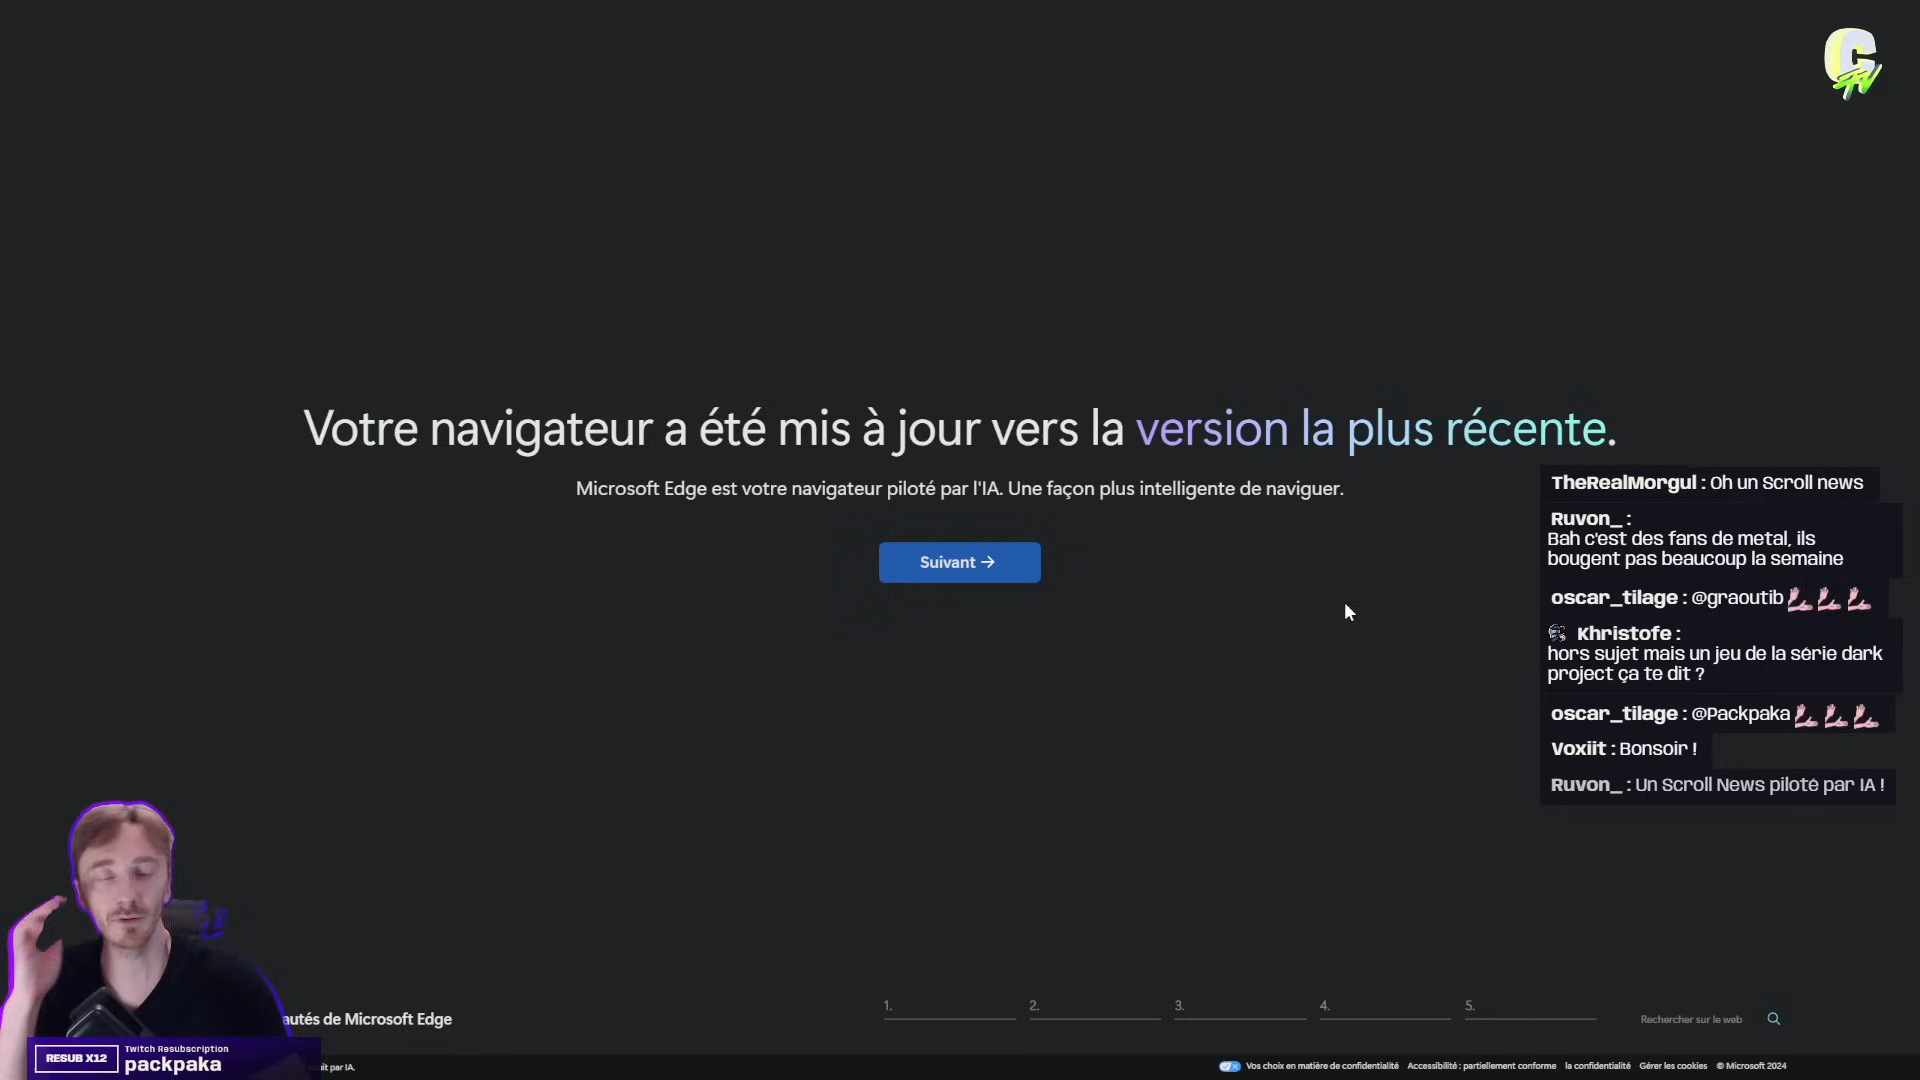 Votre navigateur a été mis à jour vers la version la plus récente.
Microsoft Edge est votre navigateur piloté par l'IA. Une façon plus intelligente de naviguer.
Suivant →
TheRealMorgul : Oh un Scroll news
Ruvon_ :
Bah c'est des fans de metal, ils
bougent pas beaucoup la semaine
oscar_tilage : @graoutib
Khristofe :
hors sujet mais un jeu de la série dark
project ça te dit ?
oscar_tilage : @Packpaka
Voxiit : Bonsoir !
Ruvon_ : Un Scroll News piloté par IA !
1.
2.
3.
4.
5.
de Microsoft Edge
Rechercher sur le web
RESUB X12
Twitch Resubscription
packpaka
par IA.
Vos choix en matière de confidentialité
Accessibilité : partiellement conforme
la confidentialité
Gérer les cookies
© Microsoft 2024